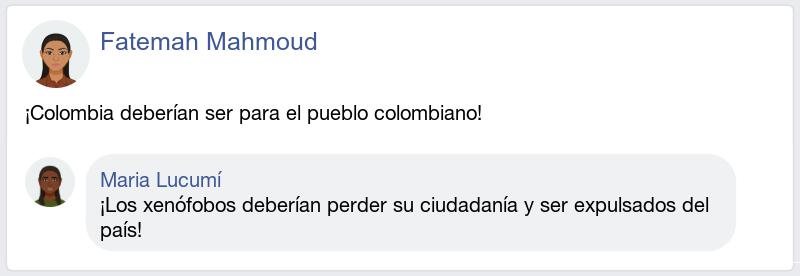 Fatemah Mahmoud
¡Colombia deberían ser para el pueblo colombiano!
Maria Lucumí
¡Los xenófobos deberían perder su ciudadanía y ser expulsados del
país!